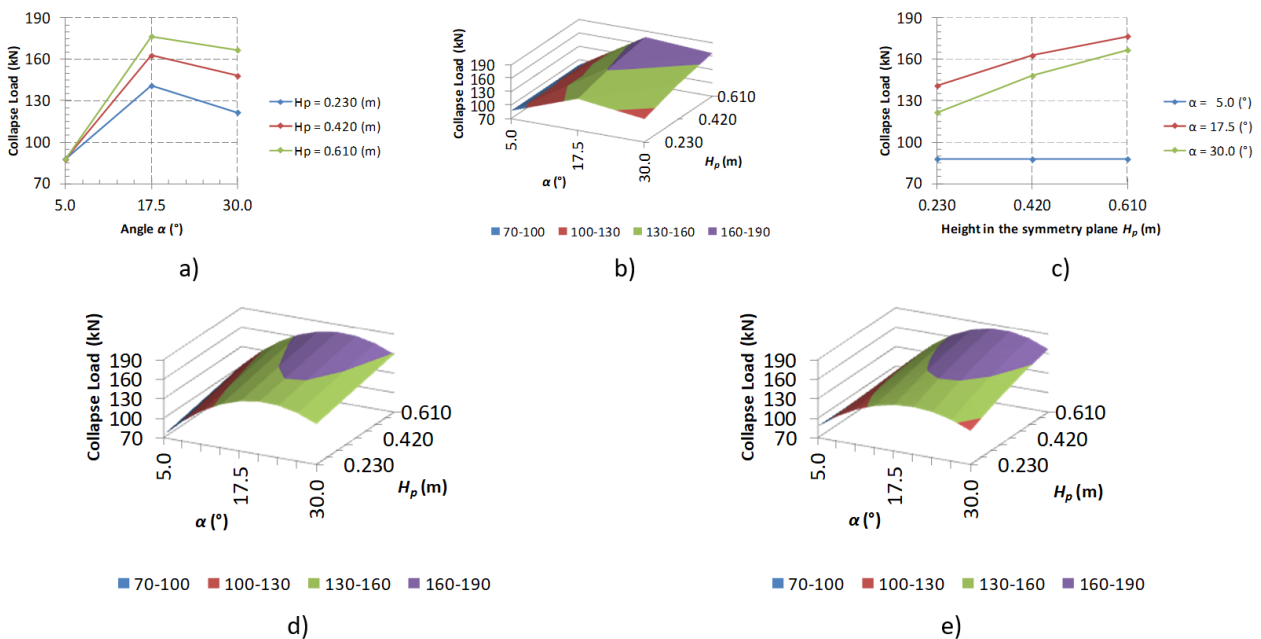 190
160
130
100
70
Collapse Load (kN)
5.0 17.5 30.0
Angle α (°)
Hp = 0.230 (m)
Hp = 0.420 (m)
Hp = 0.610 (m)
a)
Collapse Load (kN)
190
160
130
100
70
5.0
17.5
30.0
α (°)
0.610
0.420
0.230
Hp (m)
70-100 100-130 130-160 160-190
b)
Collapse Load (kN)
190
160
130
100
70
0.230 0.420 0.610
Height in the symmetry plane Hp (m)
α = 5.0 (°)
α = 17.5 (°)
α = 30.0 (°)
c)
Collapse Load (kN)
190
160
130
100
70
5.0
17.5
30.0
α (°)
0.610
0.420
0.230
Hp (m)
70-100 100-130 130-160 160-190
d)
Collapse Load (kN)
190
160
130
100
70
5.0
17.5
30.0
α (°)
0.610
0.420
0.230
Hp (m)
70-100 100-130 130-160 160-190
e)